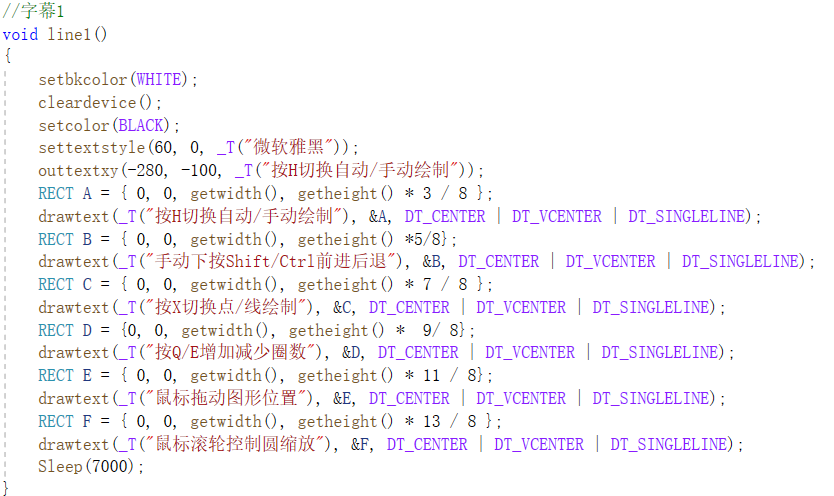 //字幕1
void line1()
{
    setbkcolor(WHITE);
    cleardevice();
    setcolor(BLACK);
    settextstyle(60, 0, _T("微软雅黑"));
    outtextxy(-280, -100, _T("按H切换自动/手动绘制"));
    RECT A = { 0, 0, getwidth(), getheight() * 3 / 8 };
    drawtext(_T("按H切换自动/手动绘制"), &A, DT_CENTER | DT_VCENTER | DT_SINGLELINE);
    RECT B = { 0, 0, getwidth(), getheight() *5/8};
    drawtext(_T("手动下按Shift/Ctrl前进后退"), &B, DT_CENTER | DT_VCENTER | DT_SINGLELINE);
    RECT C = { 0, 0, getwidth(), getheight() * 7 / 8 };
    drawtext(_T("按X切换点/线绘制"), &C, DT_CENTER | DT_VCENTER | DT_SINGLELINE);
    RECT D = {0, 0, getwidth(), getheight() *  9/ 8};
    drawtext(_T("按Q/E增加减少圈数"), &D, DT_CENTER | DT_VCENTER | DT_SINGLELINE);
    RECT E = { 0, 0, getwidth(), getheight() * 11 / 8};
    drawtext(_T("鼠标拖动图形位置"), &E, DT_CENTER | DT_VCENTER | DT_SINGLELINE);
    RECT F = { 0, 0, getwidth(), getheight() * 13 / 8 };
    drawtext(_T("鼠标滚轮控制圆缩放"), &F, DT_CENTER | DT_VCENTER | DT_SINGLELINE);
    Sleep(7000);
}